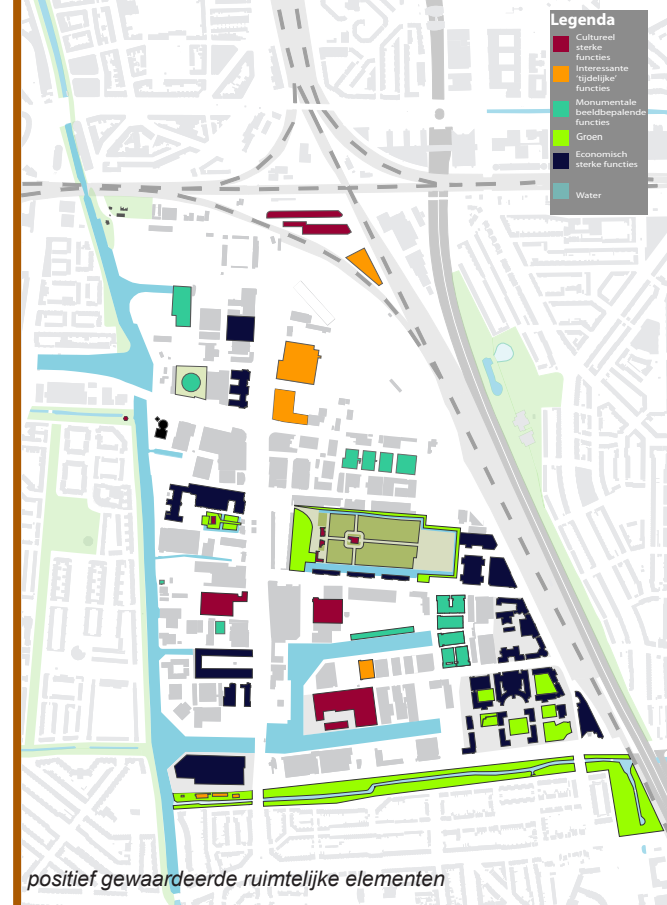 Legenda
Cultureel
sterke
functies
Interessante
'tijdelijke'
functies
Monumentale
beeldbepalende
functies
Groen
Economisch
sterke functies
Water
positief gewaardeerde ruimtelijke elementen